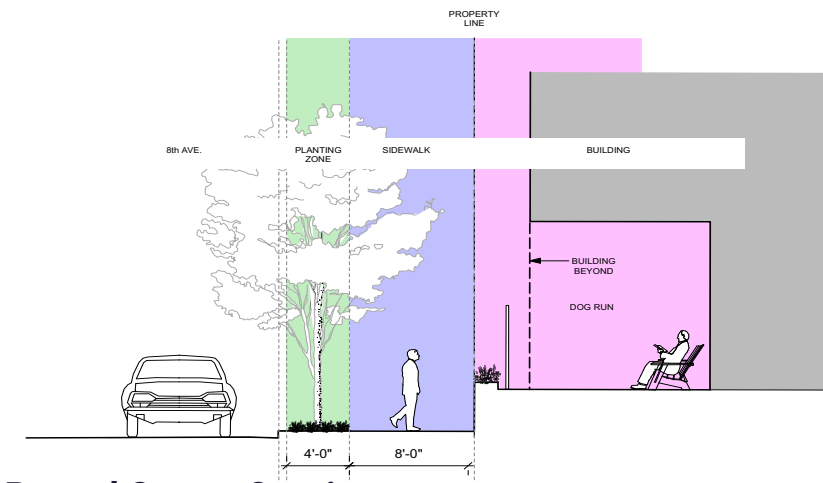 PROPERTY
LINE
8th AVE.
PLANTING
ZONE
SIDEWALK
BUILDING
BUILDING
BEYOND
DOG RUN
4'-0"
8'-0"